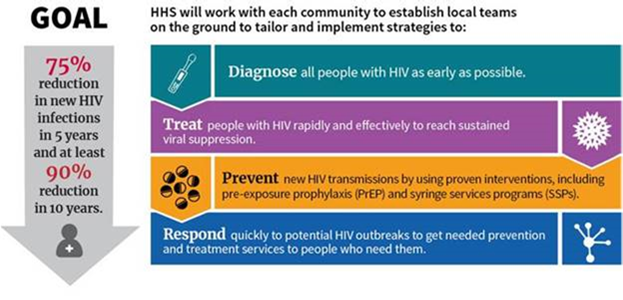 GOAL
75%
reduction
in new HIV
infections
in 5 years
and at least
90%
reduction
in 10 years.
HHS will work with each community to establish local teams
on the ground to tailor and implement strategies to:
Diagnose all people with HIV as early as possible.
Treat people with HIV rapidly and effectively to reach sustained
viral suppression.
Prevent new HIV transmissions by using proven interventions, including
pre-exposure prophylaxis (PrEP) and syringe services programs (SSPs).
Respond quickly to potential HIV outbreaks to get needed prevention
and treatment services to people who need them.